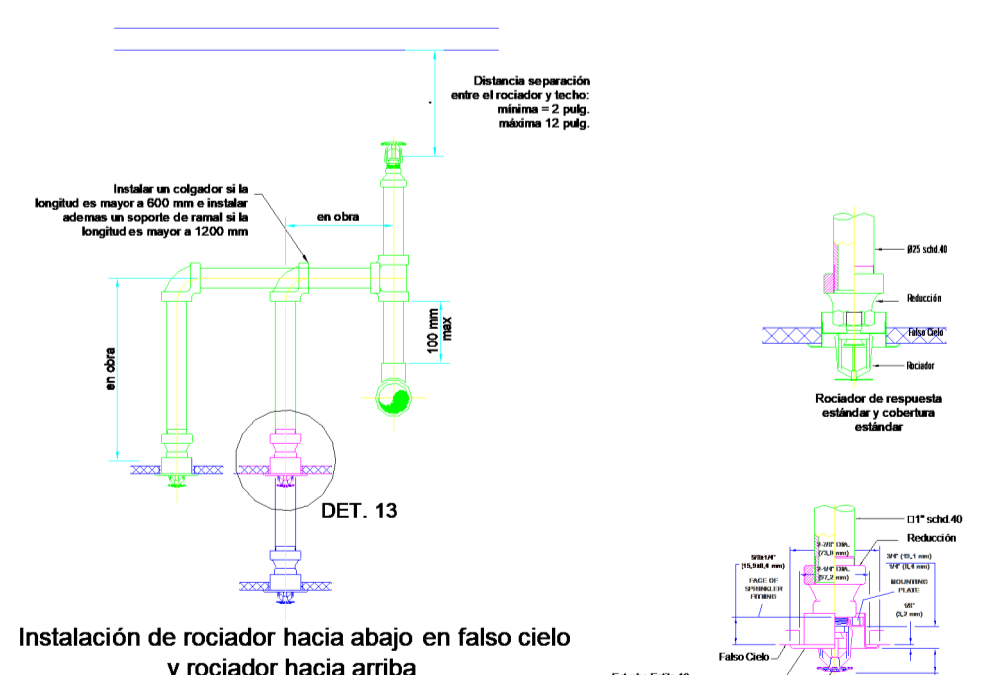 Distancia separación
entre el rociador y techo:
mínima = 2 pulg.
máxima 12 pulg.
Instalar un colgador si la
longitud es mayor a 600 mm e instalar
ademas un soporte de ramal si la
longitud es mayor a 1200 mm
en obra
en obra
100 mm
max
DET. 13
Instalación de rociador hacia abajo en falso cielo
y rociador hacia arriba
Ø25 schd.40
Reducción
Falso Cielo
Rociador
Rociador de respuesta
estándar y cobertura
estándar
□1" schd.40
Reducción
2-7/8" DIA.
(73,0 mm)
2-1/4" DIA.
(57,2 mm)
5/8±1/4"
(15,9±6,4 mm)
FACE OF
SPRINKLER
FITTING
3/4" (19,1 mm)
1/4" (6,4 mm)
MOUNTING
PLATE
1/8"
(3,2 mm)
Falso Cielo